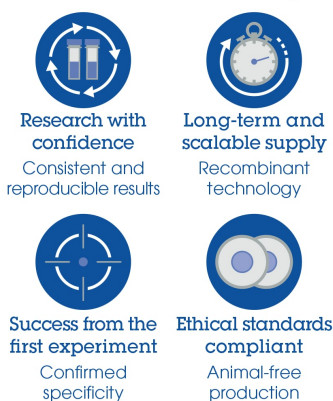 Research with
confidence
Consistent and
reproducible results
Long-term and
scalable supply
Recombinant
technology
Success from the
first experiment
Confirmed
specificity
Ethical standards
compliant
Animal-free
production